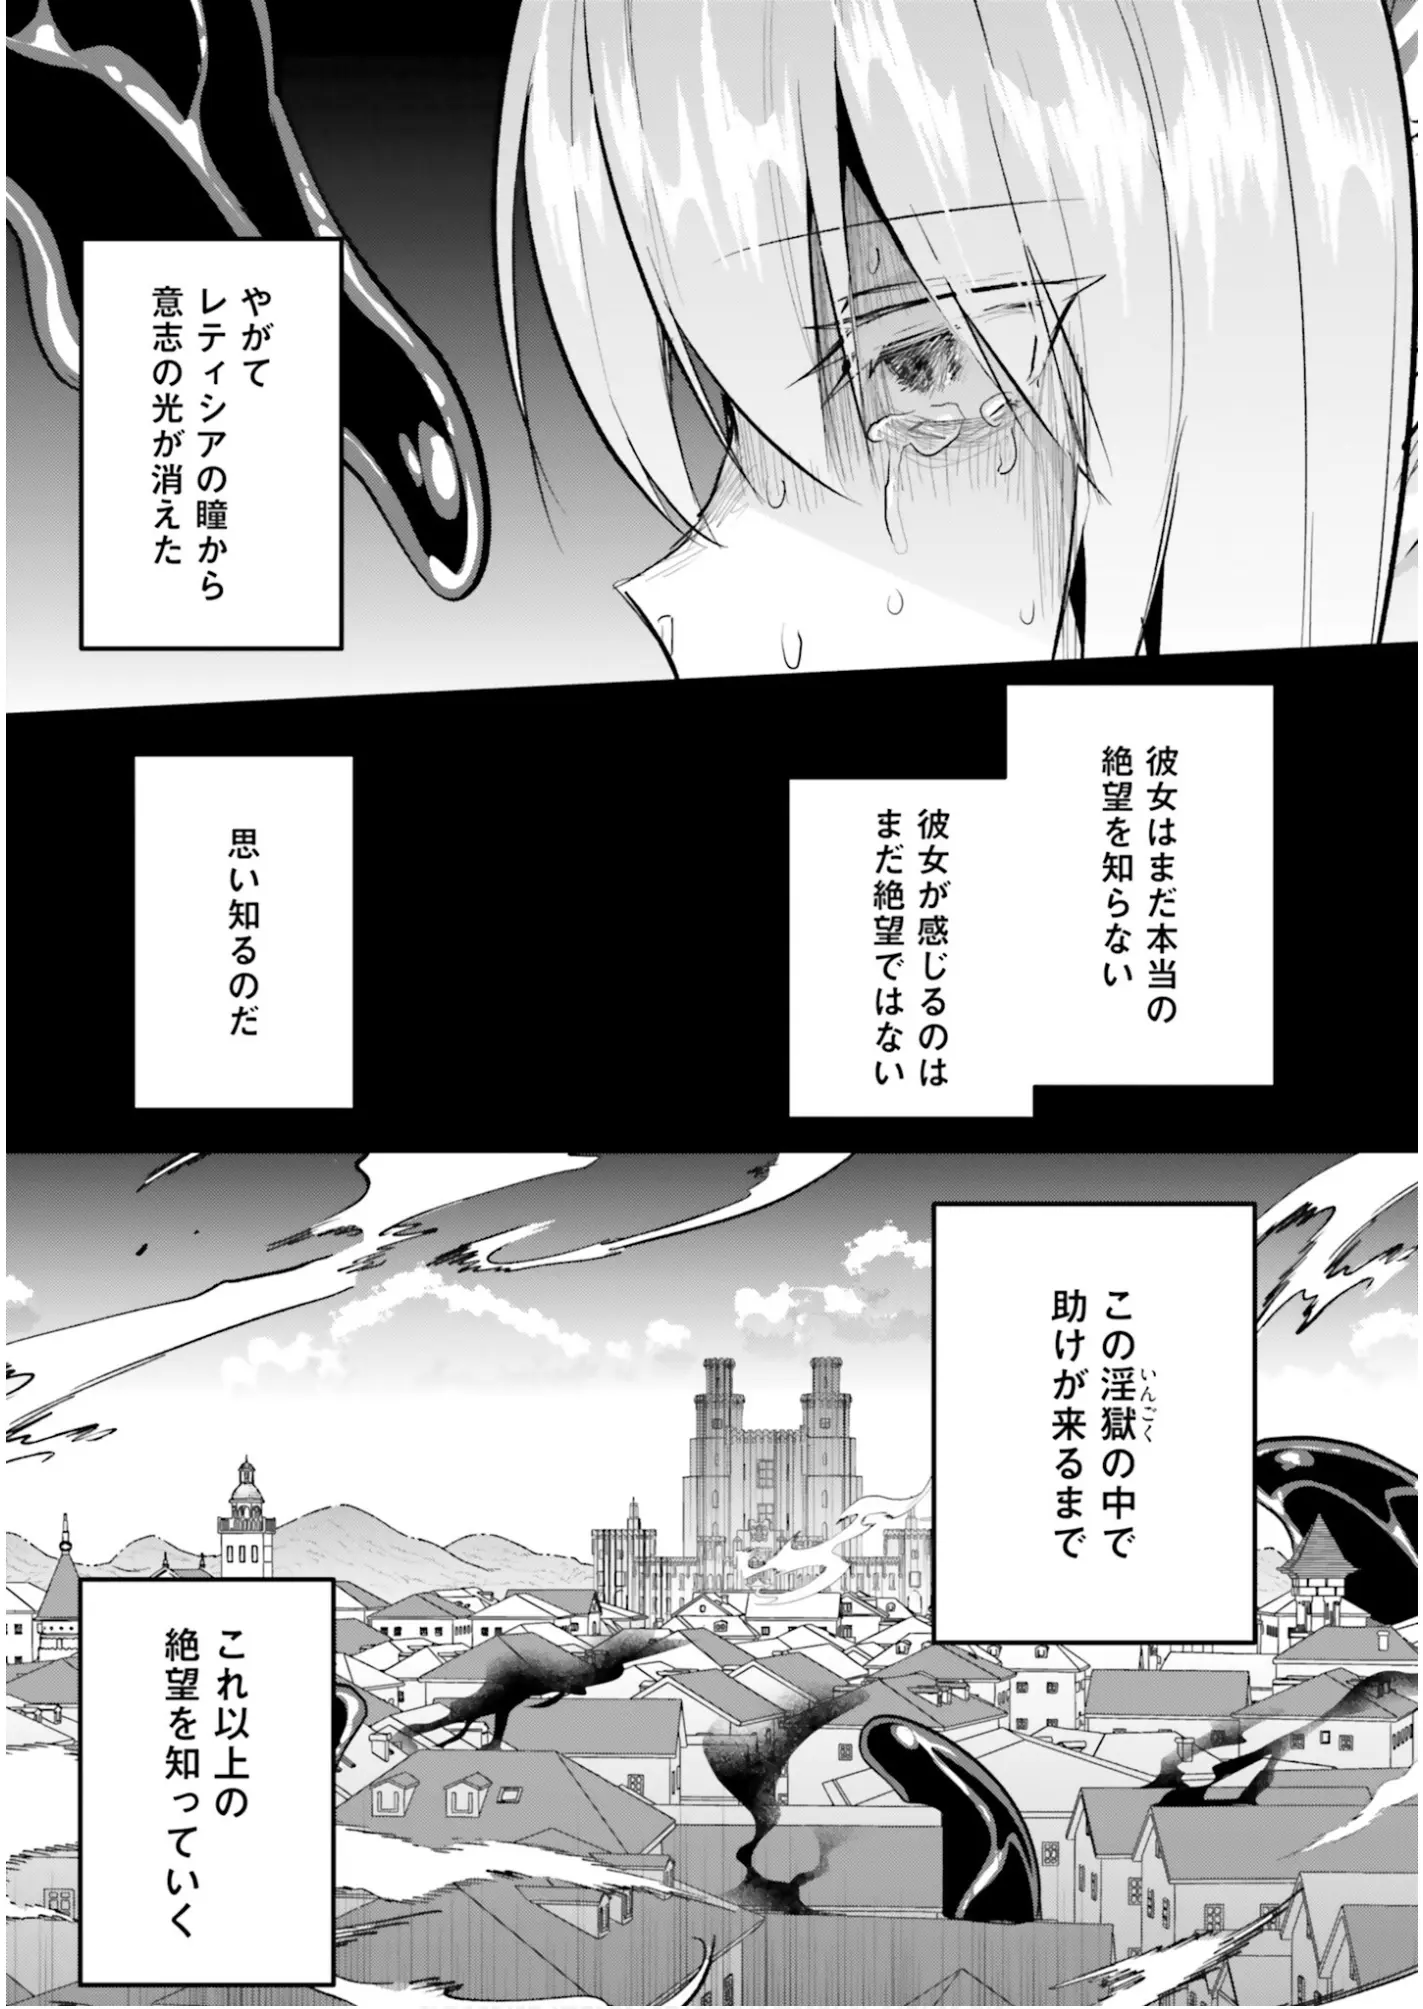 やがて
レティシアの瞳から
意志の光が消えた
彼女はまだ本当の
絶望を知らない
彼女が感じるのは
まだ絶望ではない
思い知るのだ
この淫獄の中で
いんごく
助けが来るまで
これ以上の
絶望を知っていく